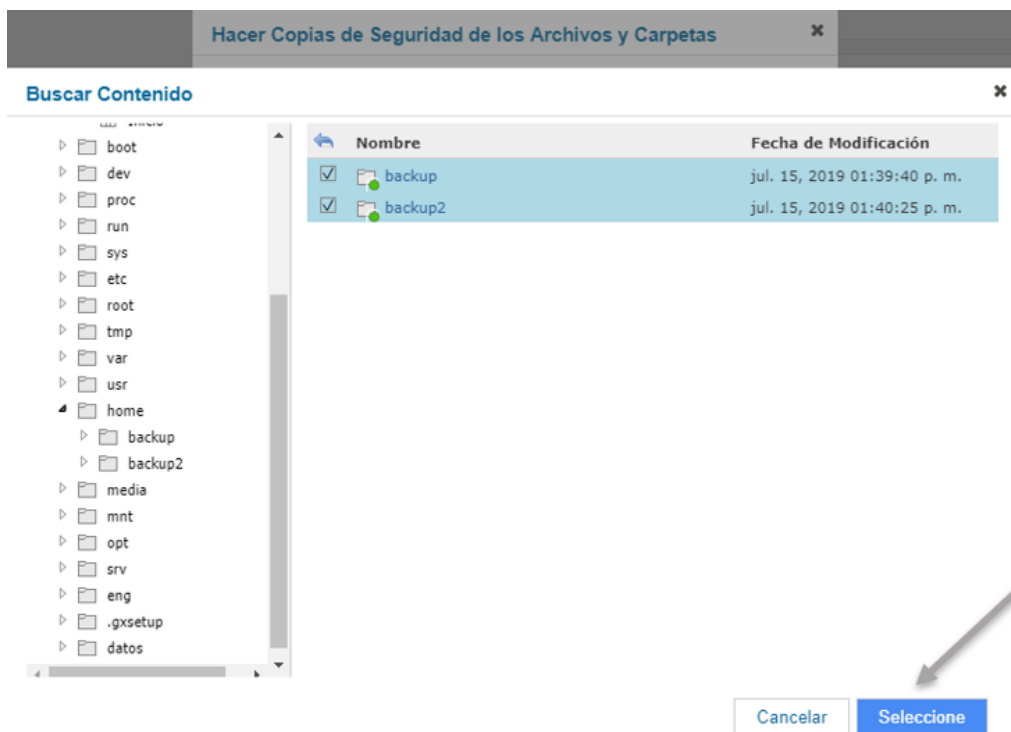 Hacer Copias de Seguridad de los Archivos y Carpetas
Buscar Contenido
boot
dev
proc
run
sys
etc
root
tmp
var
usr
home
backup
backup2
media
mnt
opt
srv
eng
.gxsetup
datos
Nombre Fecha de Modificación
backup jul. 15, 2019 01:39:40 p. m.
backup2 jul. 15, 2019 01:40:25 p. m.
Cancelar Seleccione